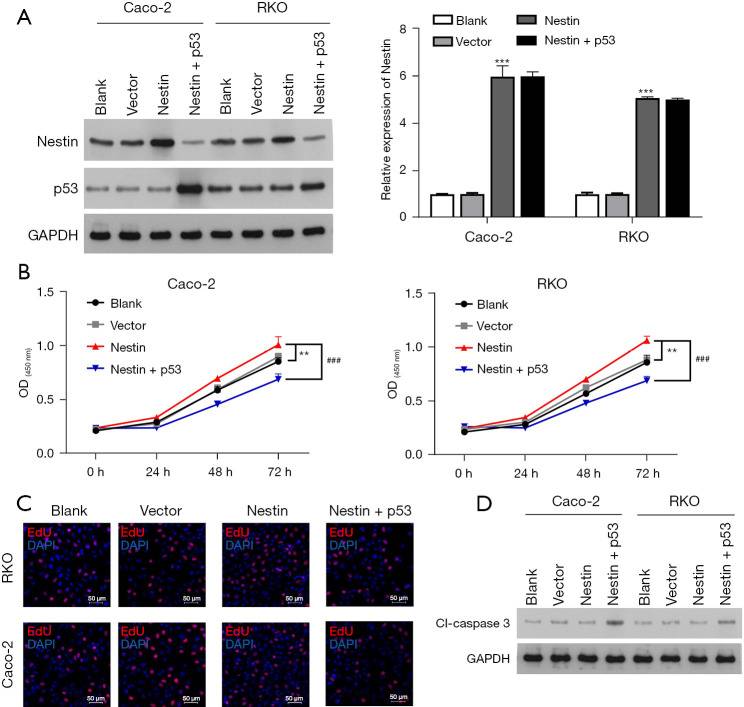 A
Caco-2
RKO
Blank
Vector
Nestin
Nestin + p53
Blank
Vector
Nestin
Nestin + p53
Nestin
p53
GAPDH
Relative expression of Nestin
8
6
4
2
0
Blank
Vector
Nestin
Nestin + p53
***
***
Caco-2
RKO
B
Caco-2
OD (450 nm)
1.5
1.0
0.5
0.0
Blank
Vector
Nestin
Nestin + p53
**
###
0 h
24 h
48 h
72 h
RKO
OD (450 nm)
1.5
1.0
0.5
0.0
Blank
Vector
Nestin
Nestin + p53
**
###
0 h
24 h
48 h
72 h
C
Blank
Vector
Nestin
Nestin + p53
RKO
EdU
DAPI
50 µm
EdU
DAPI
50 µm
EdU
DAPI
50 µm
EdU
DAPI
50 µm
Caco-2
EdU
DAPI
50 µm
EdU
DAPI
50 µm
EdU
DAPI
50 µm
EdU
DAPI
50 µm
D
Caco-2
RKO
Blank
Vector
Nestin
Nestin + p53
Blank
Vector
Nestin
Nestin + p53
Cl-caspase 3
GAPDH